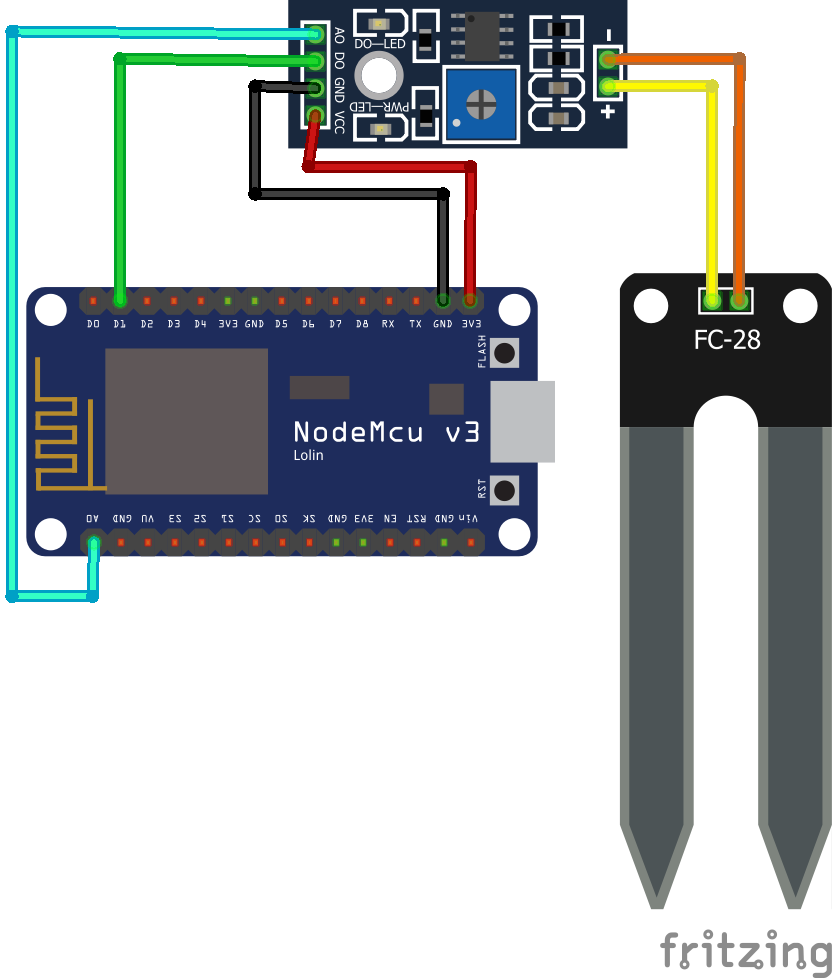 AO
DO
GND
VCC
DO—LED
PWR—LED
-
+
D0 D1 D2 D3 D4 3V3 GND D5 D6 D7 D8 RX TX GND 3V3
FLASH
FC-28
NodeMcu v3
Lolin
RST
A0 GND VU S3 S2 S1 SC S0 SK GND 3V3 EN RST GND Vin
fritzing